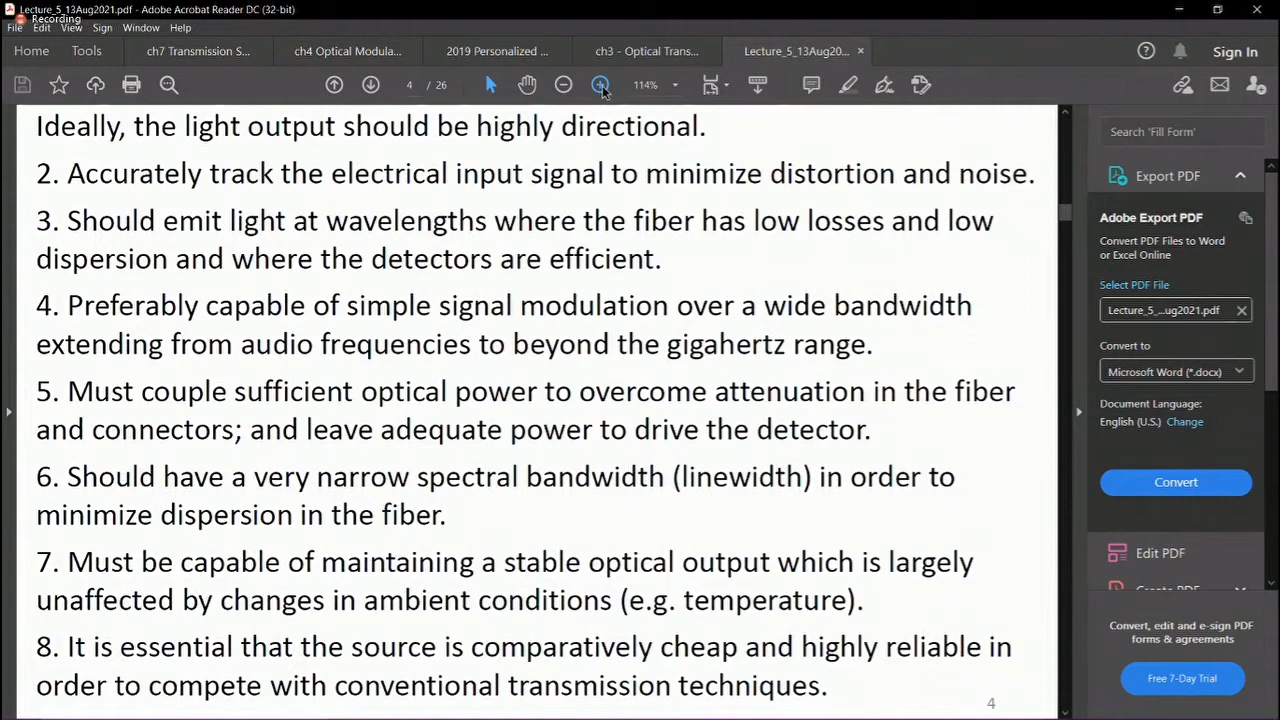 Lecture_5_13Aug2021.pdf - Adobe Acrobat Reader DC (32-bit)
Recording
File Edit View Sign Window Help
Home Tools ch7 Transmission S... ch4 Optical Modula... 2019 Personalized ... ch3 - Optical Trans... Lecture_5_13Aug20... × Sign In
4 / 26 114%
Ideally, the light output should be highly directional.
2. Accurately track the electrical input signal to minimize distortion and noise.
3. Should emit light at wavelengths where the fiber has low losses and low
dispersion and where the detectors are efficient.
4. Preferably capable of simple signal modulation over a wide bandwidth
extending from audio frequencies to beyond the gigahertz range.
5. Must couple sufficient optical power to overcome attenuation in the fiber
and connectors; and leave adequate power to drive the detector.
6. Should have a very narrow spectral bandwidth (linewidth) in order to
minimize dispersion in the fiber.
7. Must be capable of maintaining a stable optical output which is largely
unaffected by changes in ambient conditions (e.g. temperature).
8. It is essential that the source is comparatively cheap and highly reliable in
order to compete with conventional transmission techniques.
4
Search 'Fill Form'
Export PDF
Adobe Export PDF
Convert PDF Files to Word
or Excel Online
Select PDF File
Lecture_5_...ug2021.pdf
Convert to
Microsoft Word (*.docx)
Document Language:
English (U.S.) Change
Convert
Edit PDF
Create PDF
Convert, edit and e-sign PDF
forms & agreements
Free 7-Day Trial